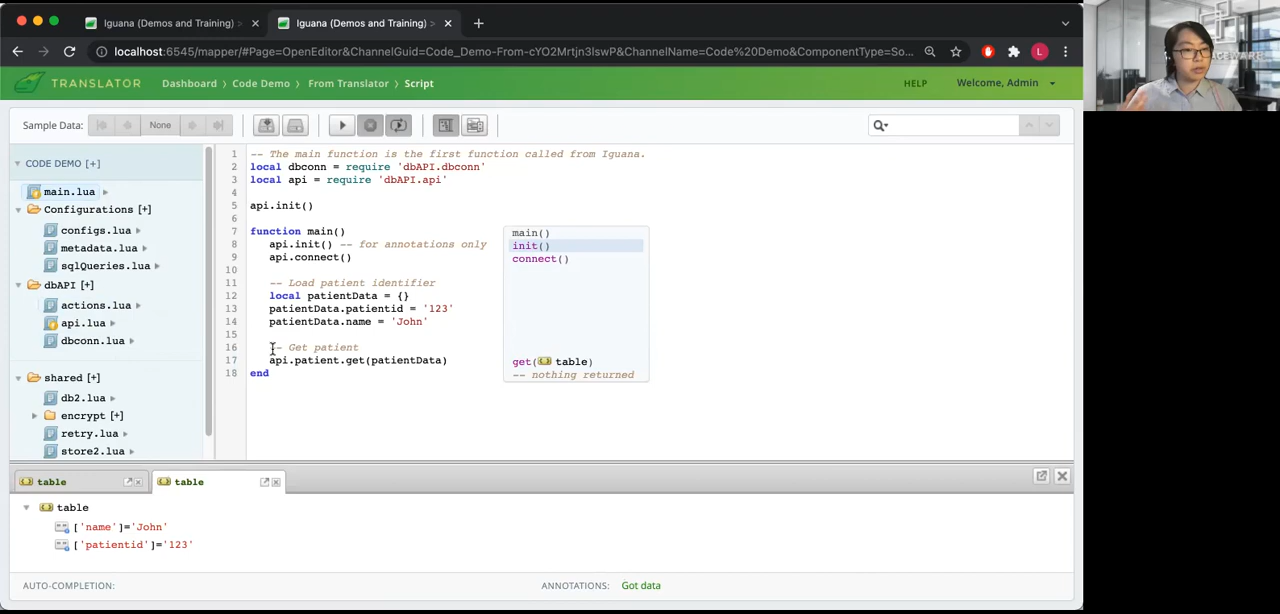 Iguana (Demos and Training) >
Iguana (Demos and Training) >
localhost:6545/mapper/#Page=OpenEditor&ChannelGuid=Code_Demo-From-cYO2Mrtjn3IswP&ChannelName=Code%20Demo&ComponentType=So...
L
TRANSLATOR
Dashboard > Code Demo > From Translator > Script
HELP
Welcome, Admin
Sample Data:
None
CODE DEMO [+]
main.lua
Configurations [+]
configs.lua
metadata.lua
sqlQueries.lua
dbAPI [+]
actions.lua
api.lua
dbconn.lua
shared [+]
db2.lua
encrypt [+]
retry.lua
store2.lua
1 -- The main function is the first function called from Iguana.
2 local dbconn = require 'dbAPI.dbconn'
3 local api = require 'dbAPI.api'
4
5 api.init()
6
7 function main()
8 api.init() -- for annotations only
9 api.connect()
10
11 -- Load patient identifier
12 local patientData = {}
13 patientData.patientid = '123'
14 patientData.name = 'John'
15
16 -- Get patient
17 api.patient.get(patientData)
18 end
main()
init()
connect()
get( table)
-- nothing returned
table
table
table
['name']='John'
['patientid']='123'
AUTO-COMPLETION:
ANNOTATIONS: Got data